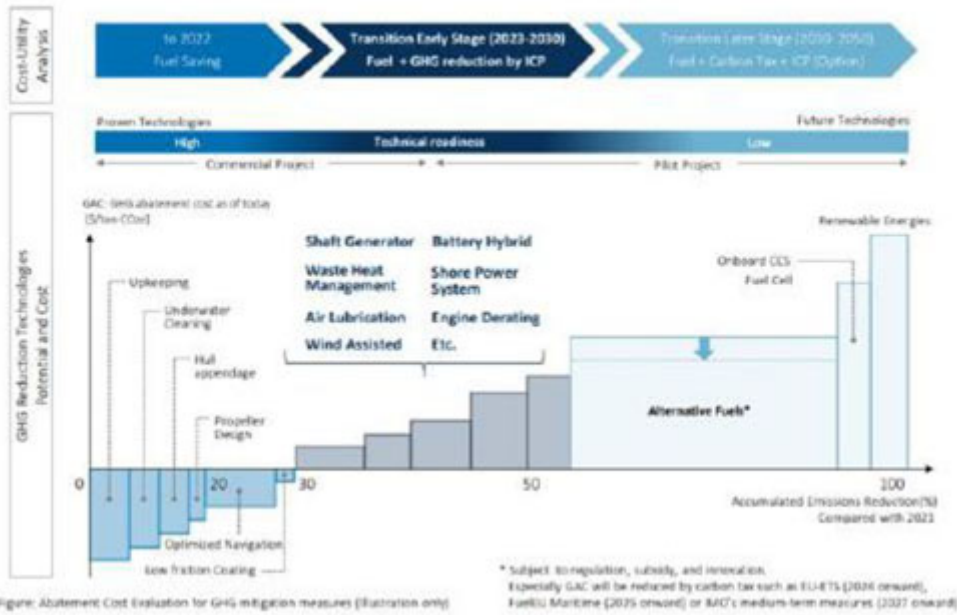 Cost-Utility
Analysis
to 2022
Fuel Saving
Transition Early Stage (2023-2030)
Fuel + GHG reduction by ICP
Transition Later Stage (2030-2050)
Fuel + Carbon Tax + ICP (Option)
GHG Reduction Technologies
Potential and Cost
Proven Technologies
Future Technologies
High
Technical readiness
Low
Commercial Project
Pilot Project
GAC: GHG abatement cost as of today
Renewable Energies
Shaft Generator
Battery Hybrid
Waste Heat
Management
Shore Power
System
Air Lubrication
Engine Derating
Wind Assisted
Etc.
Onboard CCS
Fuel Cell
Upkeeping
Underwater
Cleaning
Hull
appendage
Propeller
Design
Alternative Fuels*
0
20
30
50
100
Accumulated Emissions Reduction(%)
Compared with 2021
Optimized Navigation
Low friction Coating
* Subject to regulation, subsidy, and innovation
Especially GAC will be reduced by carbon tax such as EU-ETS (2024 onward),
FuelEU Maritime (2025 onward) or IMO's medium-term measures (2027 onward)
Figure: Abatement Cost Evaluation for GHG mitigation measures (Illustration only)